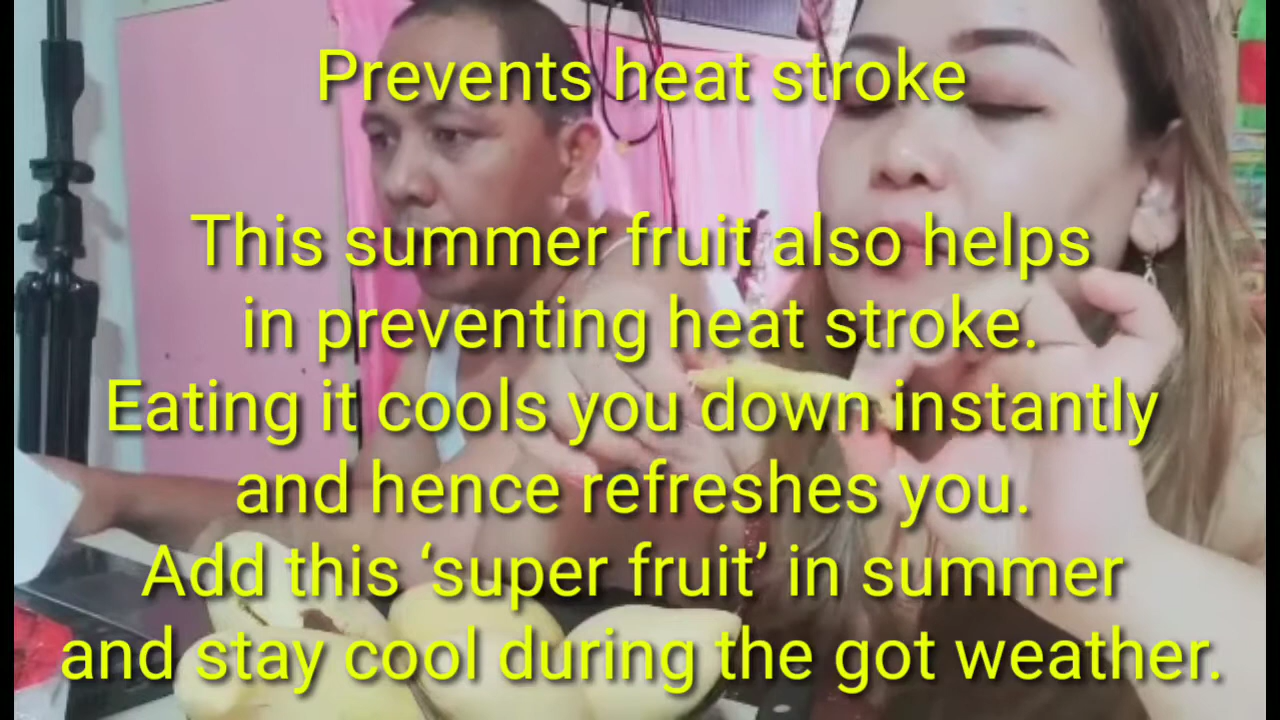 Prevents heat stroke
This summer fruit also helps
in preventing heat stroke.
Eating it cools you down instantly
and hence refreshes you.
Add this ‘super fruit’ in summer
and stay cool during the got weather.